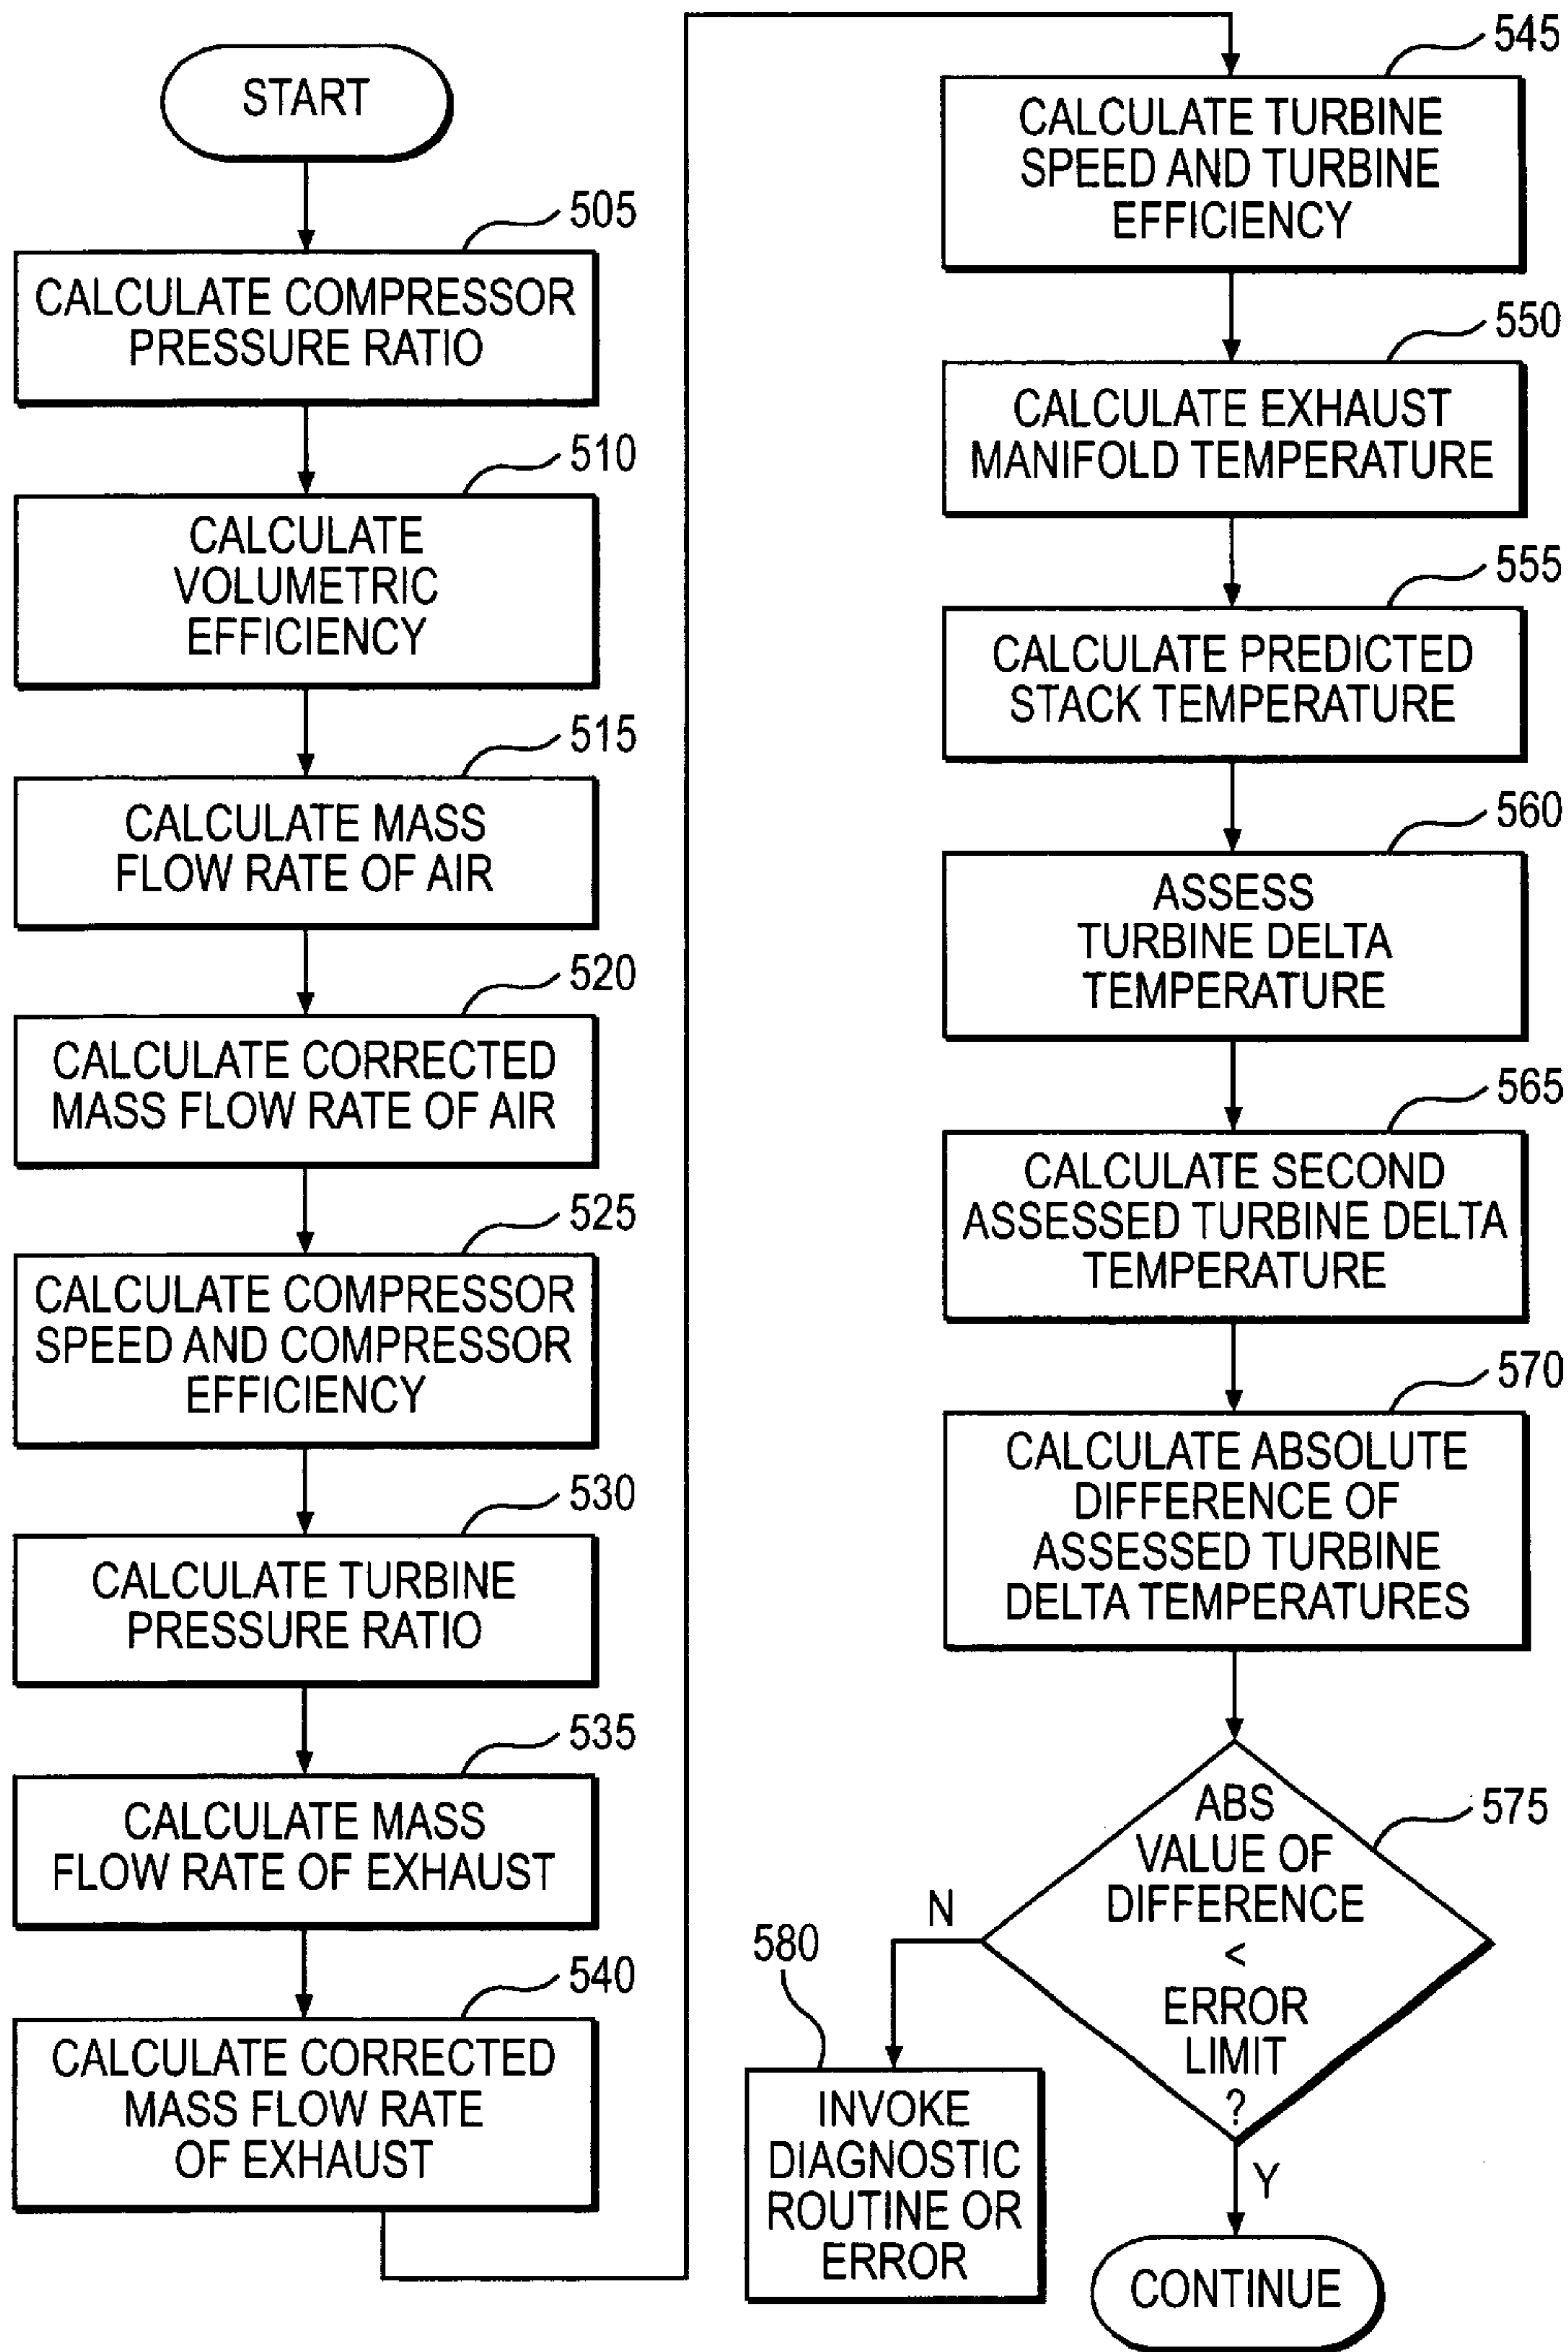 START
505
CALCULATE COMPRESSOR
PRESSURE RATIO
510
CALCULATE
VOLUMETRIC
EFFICIENCY
515
CALCULATE MASS
FLOW RATE OF AIR
520
CALCULATE CORRECTED
MASS FLOW RATE OF AIR
525
CALCULATE COMPRESSOR
SPEED AND COMPRESSOR
EFFICIENCY
530
CALCULATE TURBINE
PRESSURE RATIO
535
CALCULATE MASS
FLOW RATE OF EXHAUST
540
CALCULATE CORRECTED
MASS FLOW RATE
OF EXHAUST
545
CALCULATE TURBINE
SPEED AND TURBINE
EFFICIENCY
550
CALCULATE EXHAUST
MANIFOLD TEMPERATURE
555
CALCULATE PREDICTED
STACK TEMPERATURE
560
ASSESS
TURBINE DELTA
TEMPERATURE
565
CALCULATE SECOND
ASSESSED TURBINE DELTA
TEMPERATURE
570
CALCULATE ABSOLUTE
DIFFERENCE OF
ASSESSED TURBINE
DELTA TEMPERATURES
575
ABS
VALUE OF
DIFFERENCE
<
ERROR
LIMIT
?
N
580
INVOKE
DIAGNOSTIC
ROUTINE OR
ERROR
Y
CONTINUE